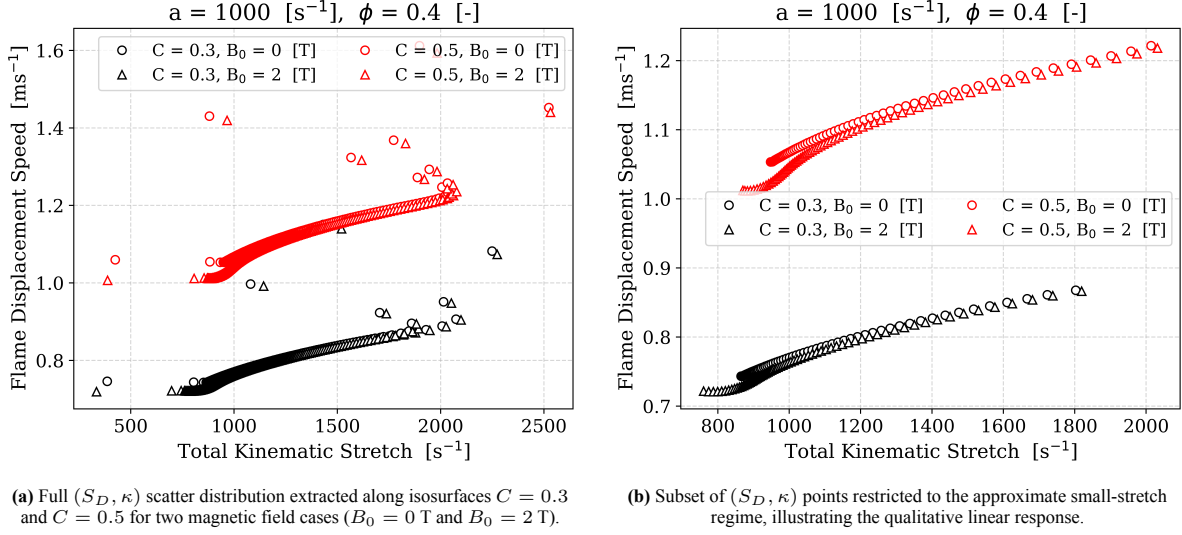 a = 1000 [s⁻¹], ϕ = 0.4 [-]
Flame Displacement Speed [ms⁻¹]
1.6
1.4
1.2
1.0
0.8
C = 0.3, B₀ = 0 [T]
C = 0.3, B₀ = 2 [T]
C = 0.5, B₀ = 0 [T]
C = 0.5, B₀ = 2 [T]
500 1000 1500 2000 2500
Total Kinematic Stretch [s⁻¹]
(a) Full (S_D, κ) scatter distribution extracted along isosurfaces C = 0.3
and C = 0.5 for two magnetic field cases (B₀ = 0 T and B₀ = 2 T).
a = 1000 [s⁻¹], ϕ = 0.4 [-]
Flame Displacement Speed [ms⁻¹]
1.2
1.1
1.0
0.9
0.8
0.7
C = 0.3, B₀ = 0 [T]
C = 0.3, B₀ = 2 [T]
C = 0.5, B₀ = 0 [T]
C = 0.5, B₀ = 2 [T]
800 1000 1200 1400 1600 1800 2000
Total Kinematic Stretch [s⁻¹]
(b) Subset of (S_D, κ) points restricted to the approximate small-stretch
regime, illustrating the qualitative linear response.